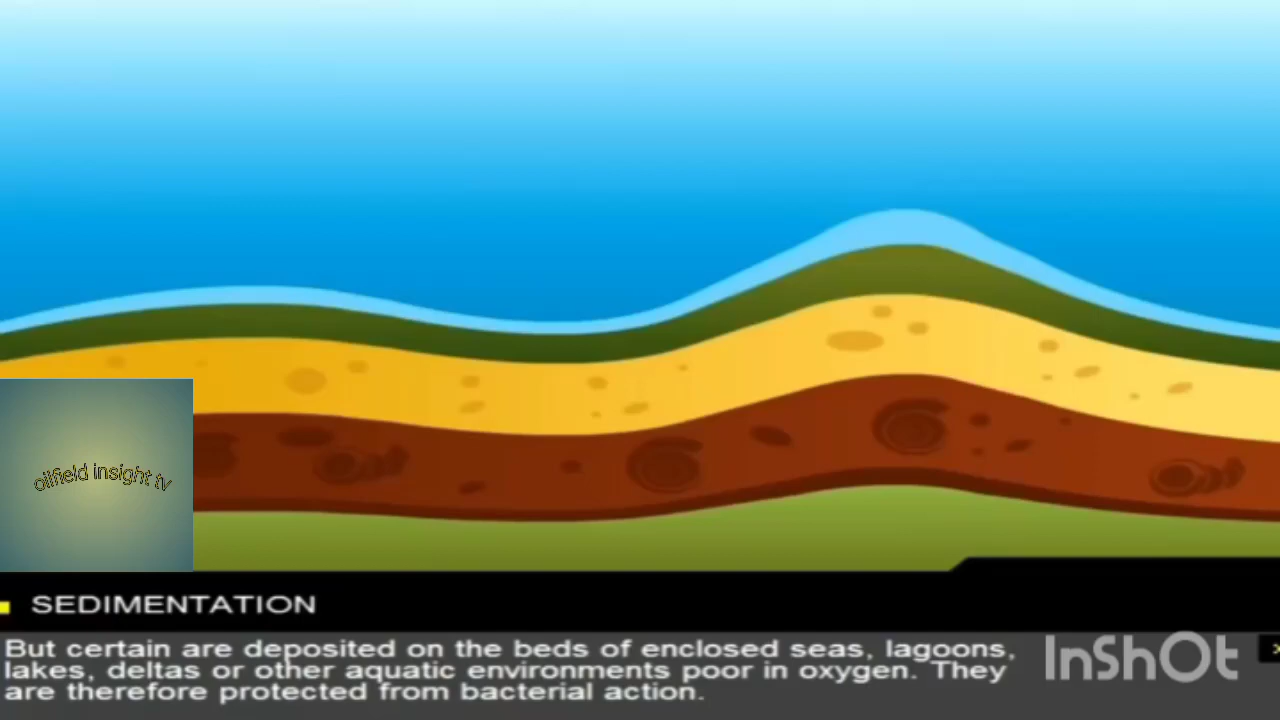 oilfield insight tv
SEDIMENTATION
But certain are deposited on the beds of enclosed seas, lagoons,
lakes, deltas or other aquatic environments poor in oxygen. They
are therefore protected from bacterial action.
InShOt